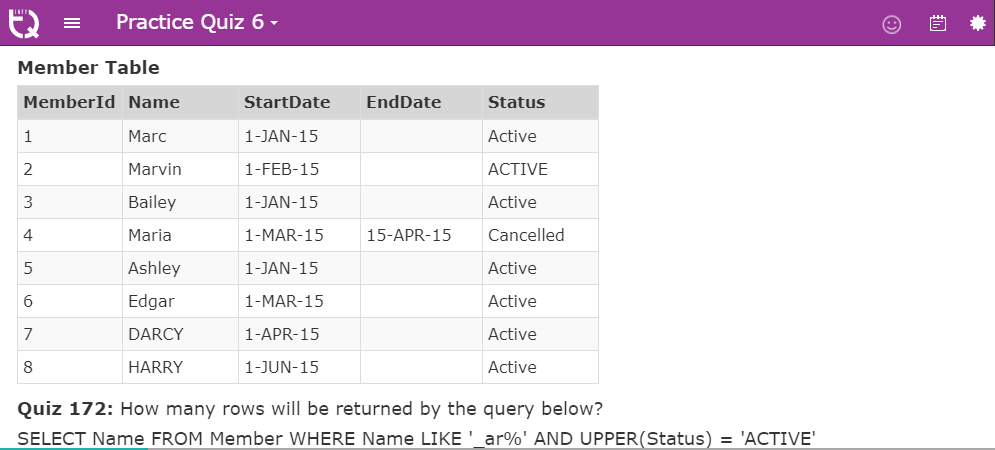 Practice Quiz 6
Member Table
MemberId Name StartDate EndDate Status
1 Marc 1-JAN-15 Active
2 Marvin 1-FEB-15 ACTIVE
3 Bailey 1-JAN-15 Active
4 Maria 1-MAR-15 15-APR-15 Cancelled
5 Ashley 1-JAN-15 Active
6 Edgar 1-MAR-15 Active
7 DARCY 1-APR-15 Active
8 HARRY 1-JUN-15 Active
Quiz 172: How many rows will be returned by the query below?
SELECT Name FROM Member WHERE Name LIKE '_ar%' AND UPPER(Status) = 'ACTIVE'